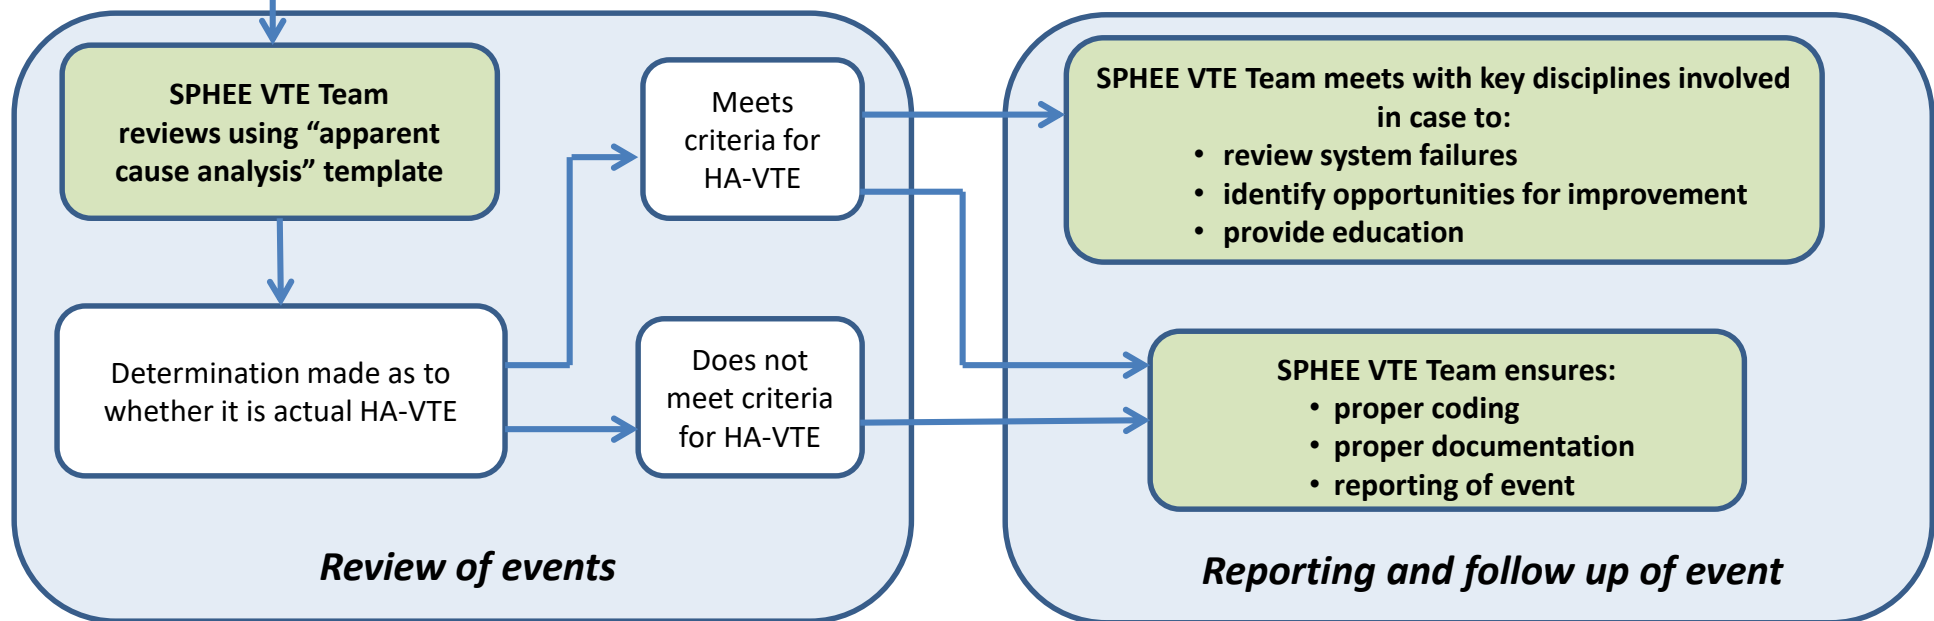 SPHEE VTE Team
reviews using “apparent
cause analysis” template
Determination made as to
whether it is actual HA-VTE
Meets
criteria for
HA-VTE
Does not
meet criteria
for HA-VTE
Review of events
SPHEE VTE Team meets with key disciplines involved
in case to:
• review system failures
• identify opportunities for improvement
• provide education
SPHEE VTE Team ensures:
• proper coding
• proper documentation
• reporting of event
Reporting and follow up of event